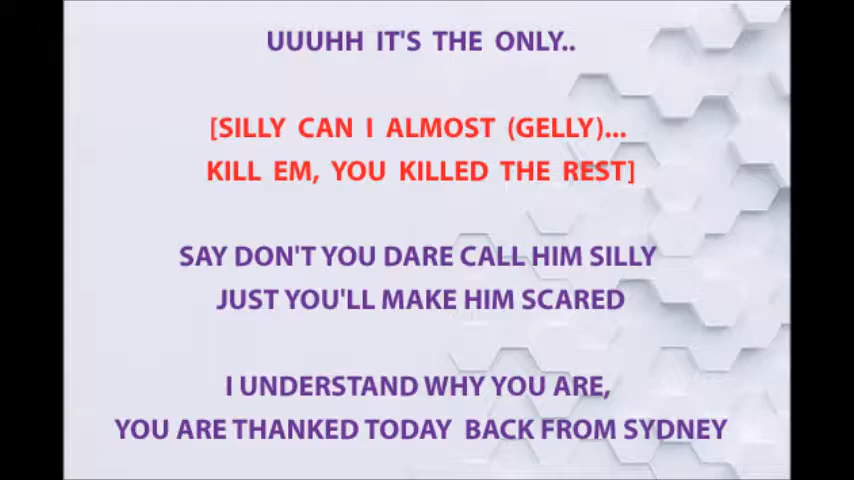 UUUHH IT'S THE ONLY..
[SILLY CAN I ALMOST (GELLY)...
KILL EM, YOU KILLED THE REST]
SAY DON'T YOU DARE CALL HIM SILLY
JUST YOU'LL MAKE HIM SCARED
I UNDERSTAND WHY YOU ARE,
YOU ARE THANKED TODAY BACK FROM SYDNEY